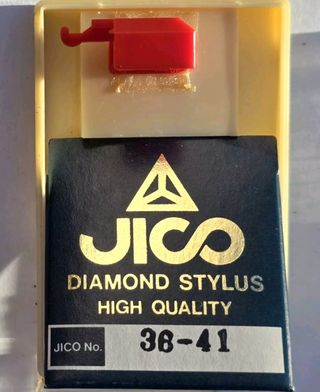 JICO
DIAMOND STYLUS
HIGH QUALITY
JICO No. 36-41